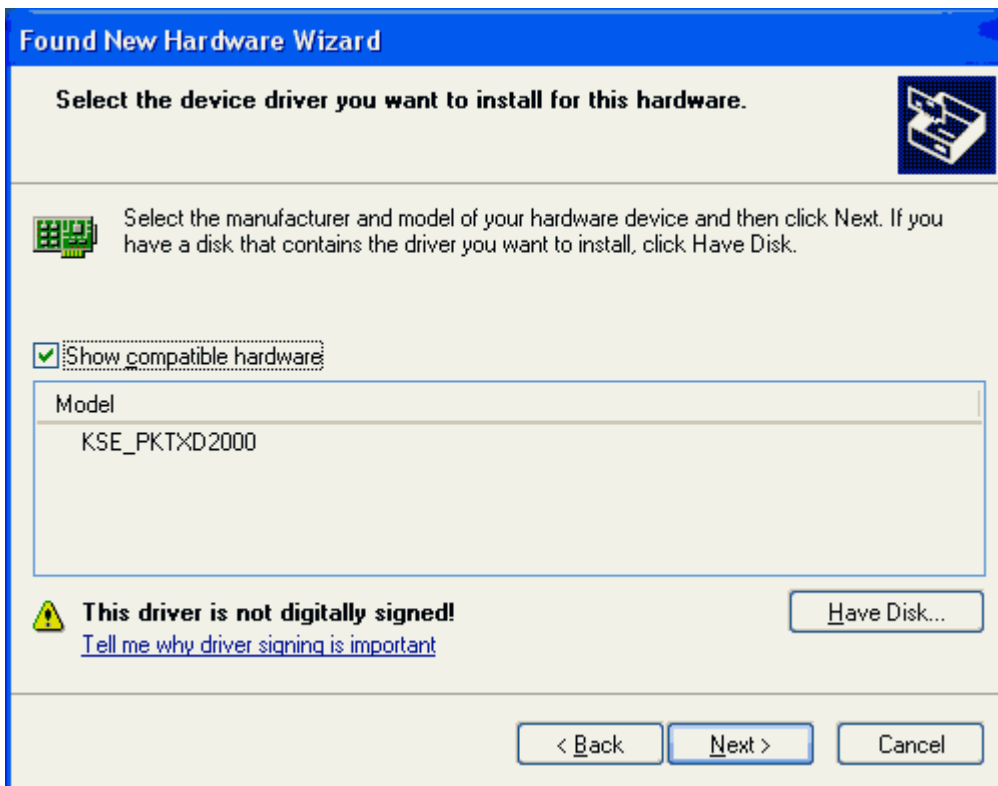 Found New Hardware Wizard
Select the device driver you want to install for this hardware.
Select the manufacturer and model of your hardware device and then click Next. If you
have a disk that contains the driver you want to install, click Have Disk.
Show compatible hardware
Model
KSE_PKTXD2000
This driver is not digitally signed!
Have Disk...
Tell me why driver signing is important
< Back
Next >
Cancel